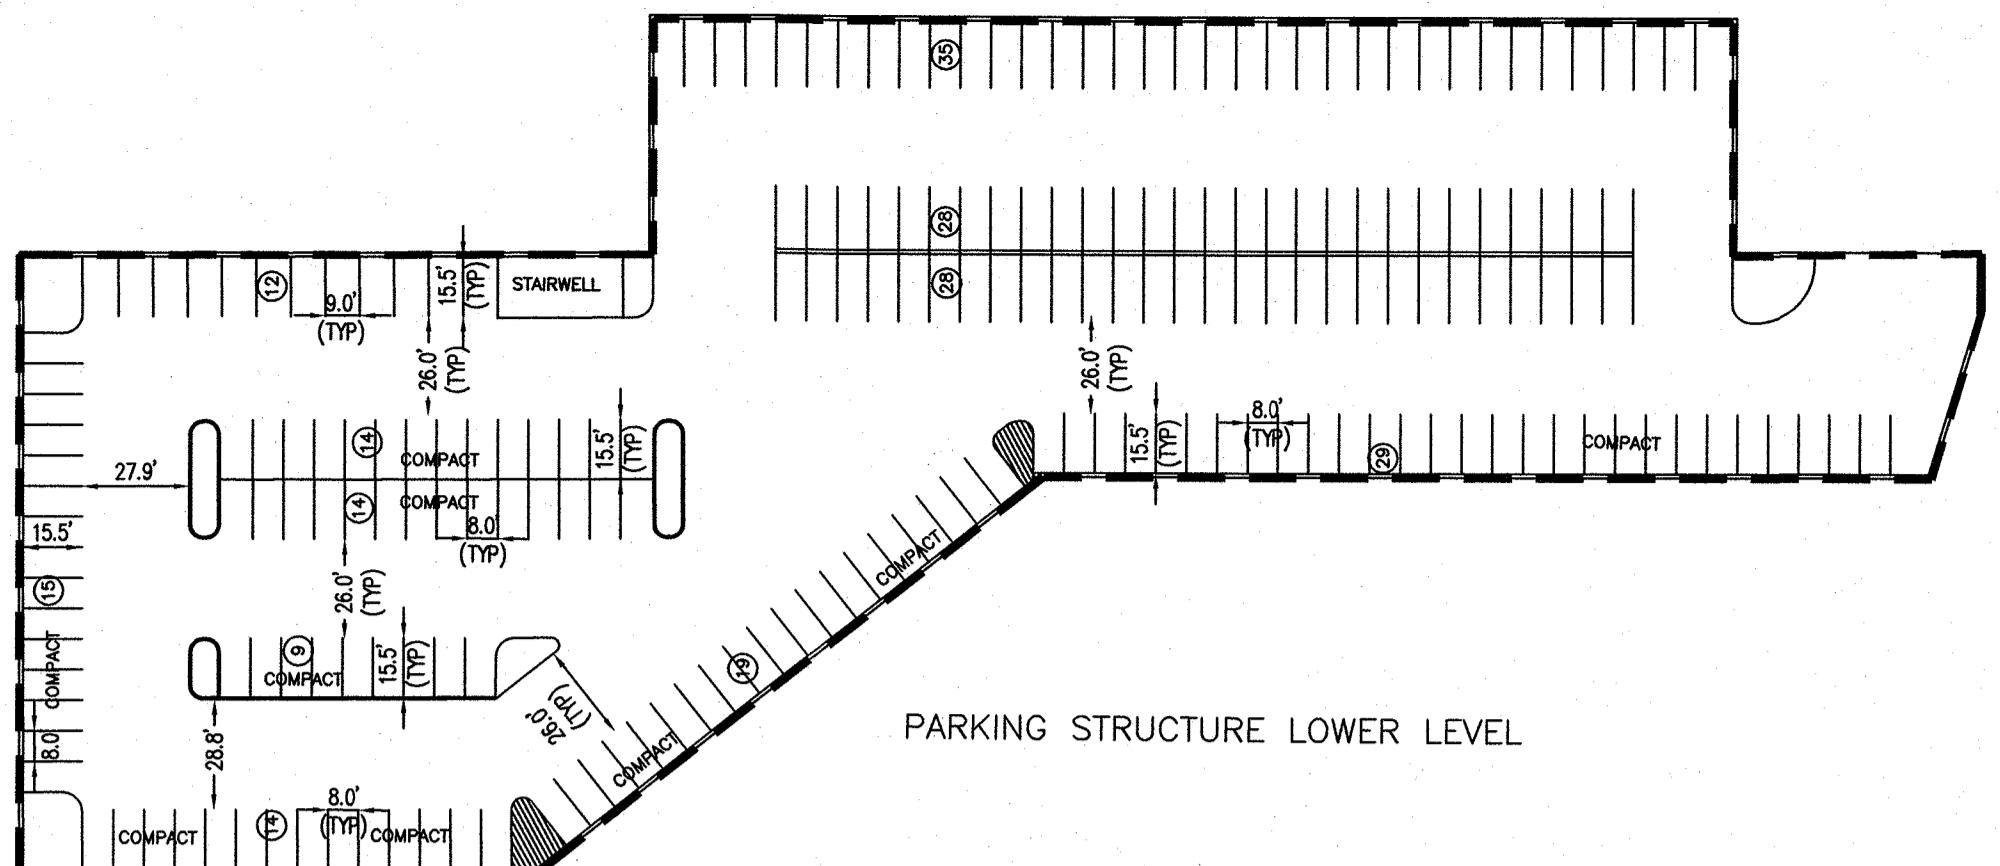 35
28
28
12
9.0'
(TYP)
15.5'
(TYP)
STAIRWELL
26.0'
(TYP)
26.0'
(TYP)
14
COMPACT
15.5'
(TYP)
8.0'
(TYP)
15.5'
(TYP)
29
COMPACT
27.9'
14
COMPACT
8.0'
(TYP)
15.5'
15
COMPACT
8.0'
26.0'
(TYP)
COMPACT
9
COMPACT
15.5'
(TYP)
19
26.0'
(TYP)
COMPACT
28.8'
PARKING STRUCTURE LOWER LEVEL
8.0'
(TYP)
COMPACT
14
COMPACT